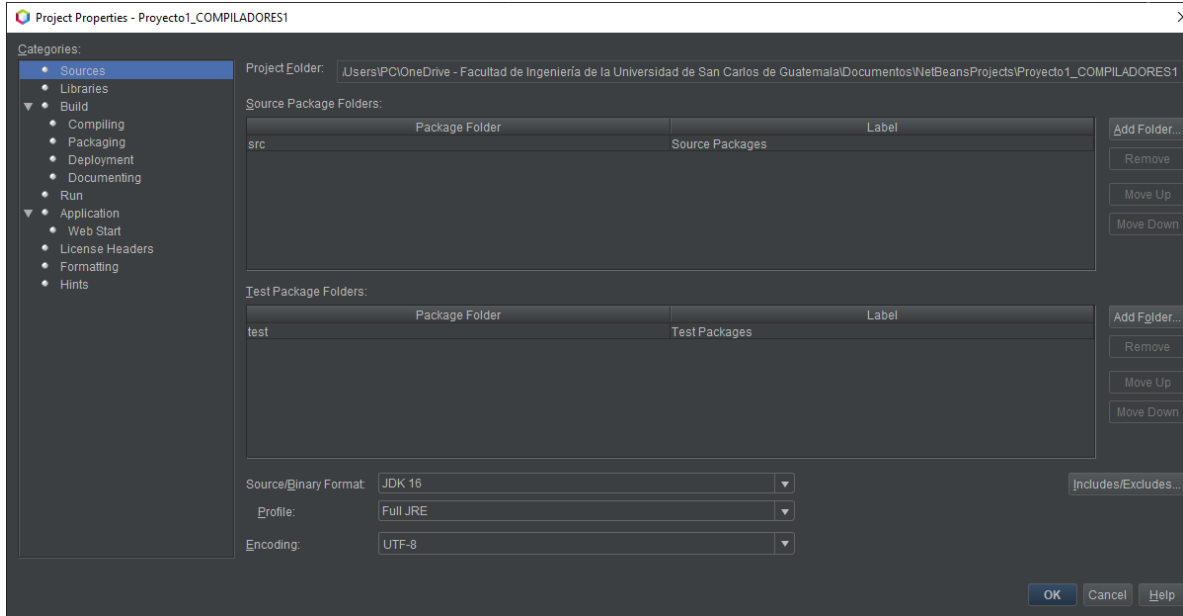 Project Properties - Proyecto1_COMPILADORES1
Categories:
Sources
Libraries
Build
Compiling
Packaging
Deployment
Documenting
Run
Application
Web Start
License Headers
Formatting
Hints
Project Folder: :\Users\PC\OneDrive - Facultad de Ingeniería de la Universidad de San Carlos de Guatemala\Documentos\NetBeansProjects\Proyecto1_COMPILADORES1
Source Package Folders:
Package Folder Label
src Source Packages
Add Folder...
Remove
Move Up
Move Down
Test Package Folders:
Package Folder Label
test Test Packages
Add Folder...
Remove
Move Up
Move Down
Source/Binary Format: JDK 16
Includes/Excludes...
Profile: Full JRE
Encoding: UTF-8
OK Cancel Help